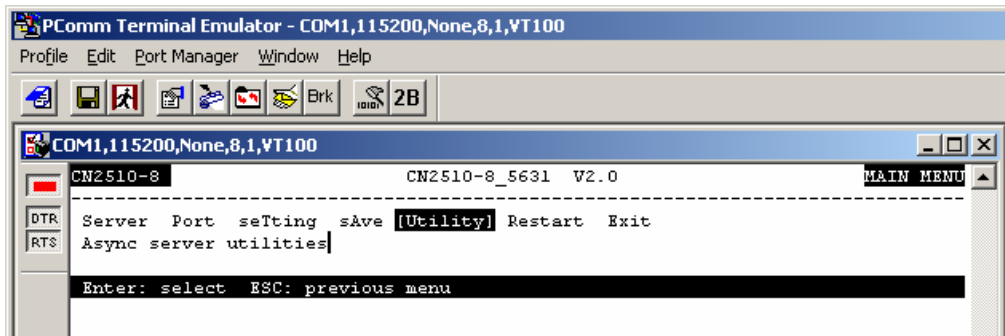 PComm Terminal Emulator - COM1,115200,None,8,1,VT100
Profile Edit Port Manager Window Help
Brk 2B
COM1,115200,None,8,1,VT100
CN2510-8 CN2510-8_5631 V2.0 MAIN MENU
DTR Server Port seTting sAve [Utility] Restart Exit
RTS Async server utilities
Enter: select ESC: previous menu